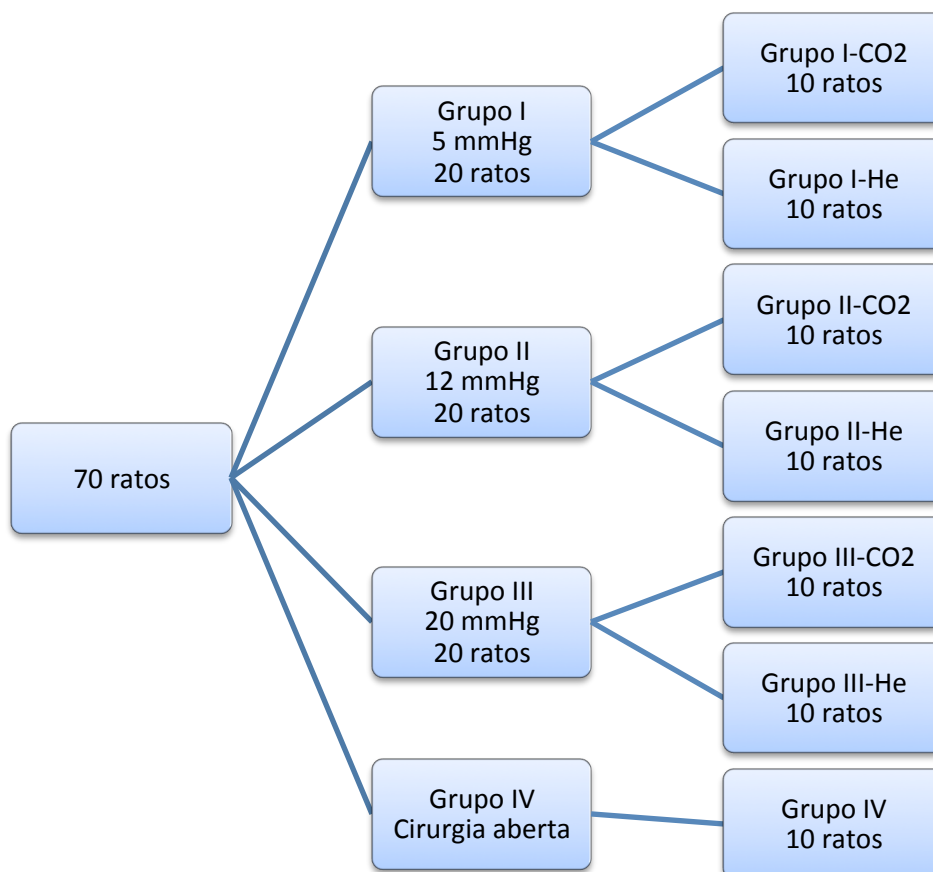 70 ratos
Grupo I
5 mmHg
20 ratos
Grupo I-CO2
10 ratos
Grupo I-He
10 ratos
Grupo II
12 mmHg
20 ratos
Grupo II-CO2
10 ratos
Grupo II-He
10 ratos
Grupo III
20 mmHg
20 ratos
Grupo III-CO2
10 ratos
Grupo III-He
10 ratos
Grupo IV
Cirurgia aberta
Grupo IV
10 ratos